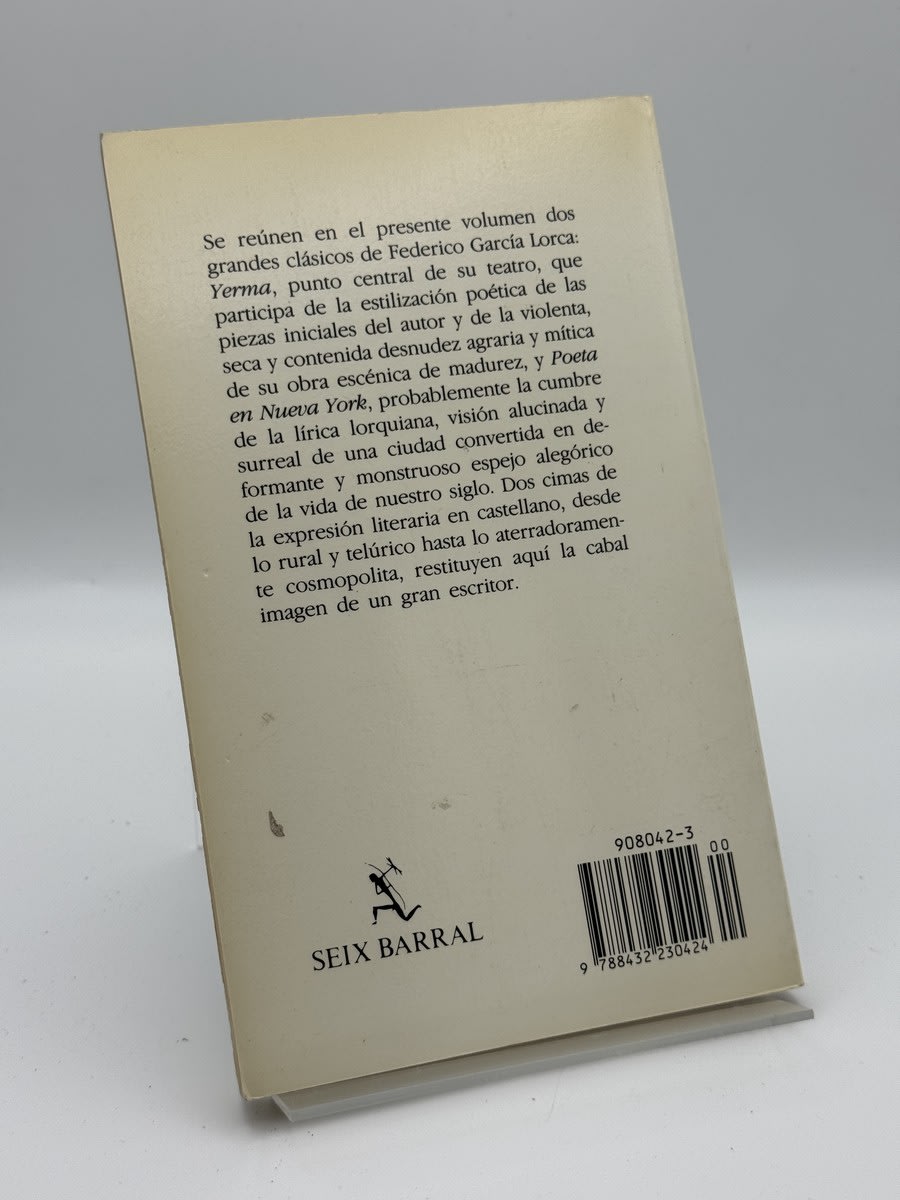 Se reúnen en el presente volumen dos
grandes clásicos de Federico García Lorca:
Yerma, punto central de su teatro, que
participa de la estilización poética de las
piezas iniciales del autor y de la violenta,
seca y contenida desnudez agraria y mítica
de su obra escénica de madurez, y Poeta
en Nueva York, probablemente la cumbre
de la lírica lorquiana, visión alucinada y
surreal de una ciudad convertida en de-
formante y monstruoso espejo alegórico
de la vida de nuestro siglo. Dos cimas de
la expresión literaria en castellano, desde
lo rural y telúrico hasta lo aterradoramen-
te cosmopolita, restituyen aquí la cabal
imagen de un gran escritor.
SEIX BARRAL
908042-3
00
9 788432 230424